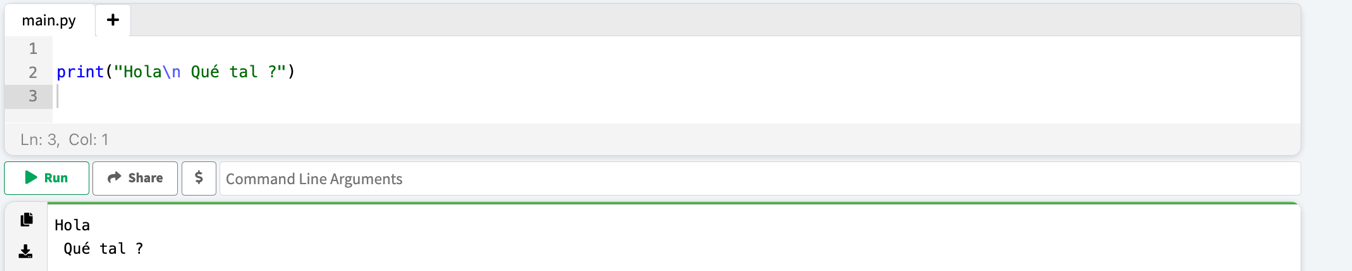 main.py +
1
2 print("Hola\n Qué tal ?")
3
Ln: 3, Col: 1
Run Share $ Command Line Arguments
Hola
 Qué tal ?